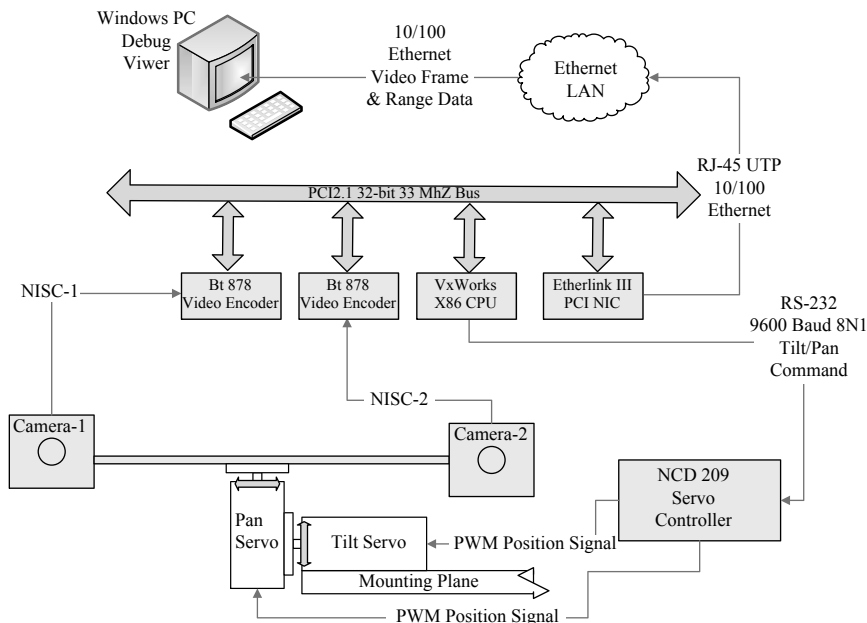 Windows PC
Debug
Viwer
10/100
Ethernet
Video Frame
& Range Data
Ethernet
LAN
RJ-45 UTP
10/100
Ethernet
PCI2.1 32-bit 33 MhZ Bus
NISC-1
Bt 878
Video Encoder
Bt 878
Video Encoder
VxWorks
X86 CPU
Etherlink III
PCI NIC
RS-232
9600 Baud 8N1
Tilt/Pan
Command
NISC-2
Camera-1
Camera-2
NCD 209
Servo
Controller
Pan
Servo
Tilt Servo
PWM Position Signal
Mounting Plane
PWM Position Signal